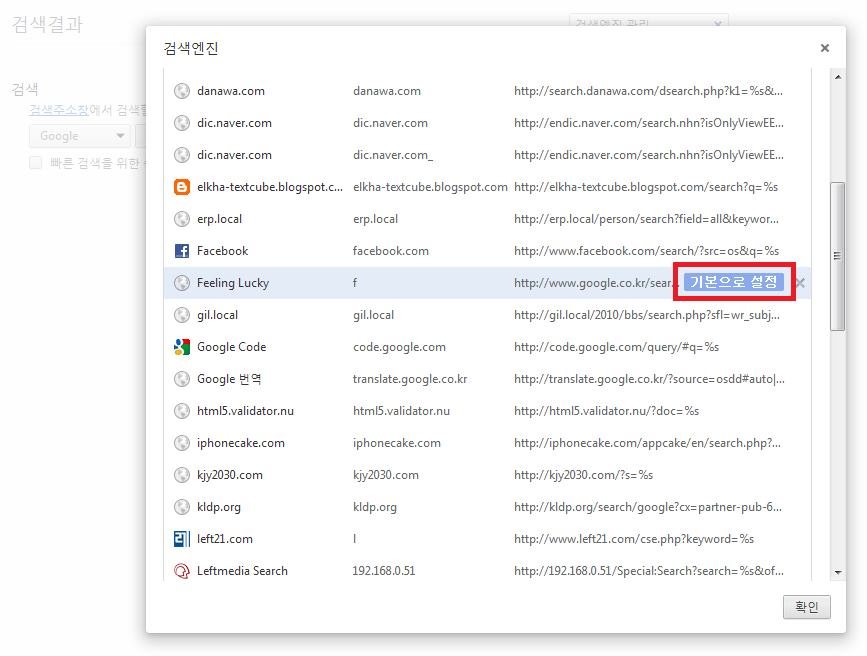 검색결과
검색엔진 관리
검색
검색주소창에서 검색할
Google
빠른 검색을 위한
검색엔진
danawa.com danawa.com http://search.danawa.com/dsearch.php?k1=%s&...
dic.naver.com dic.naver.com http://endic.naver.com/search.nhn?isOnlyViewEE...
dic.naver.com dic.naver.com_ http://endic.naver.com/search.nhn?isOnlyViewEE...
elkha-textcube.blogspot.c... elkha-textcube.blogspot.com http://elkha-textcube.blogspot.com/search?q=%s
erp.local erp.local http://erp.local/person/search?field=all&keywor...
Facebook facebook.com http://www.facebook.com/search/?src=os&q=%s
Feeling Lucky f http://www.google.co.kr/sear... 기본으로 설정
gil.local gil.local http://gil.local/2010/bbs/search.php?sfl=wr_subj...
Google Code code.google.com http://code.google.com/query/#q=%s
Google 번역 translate.google.co.kr http://translate.google.co.kr/?source=osdd#auto|...
html5.validator.nu html5.validator.nu http://html5.validator.nu/?doc=%s
iphonecake.com iphonecake.com http://iphonecake.com/appcake/en/search.php?...
kjy2030.com kjy2030.com http://kjy2030.com/?s=%s
kldp.org kldp.org http://kldp.org/search/google?cx=partner-pub-6...
left21.com l http://www.left21.com/cse.php?keyword=%s
Leftmedia Search 192.168.0.51 http://192.168.0.51/Special:Search?search=%s&of...
확인